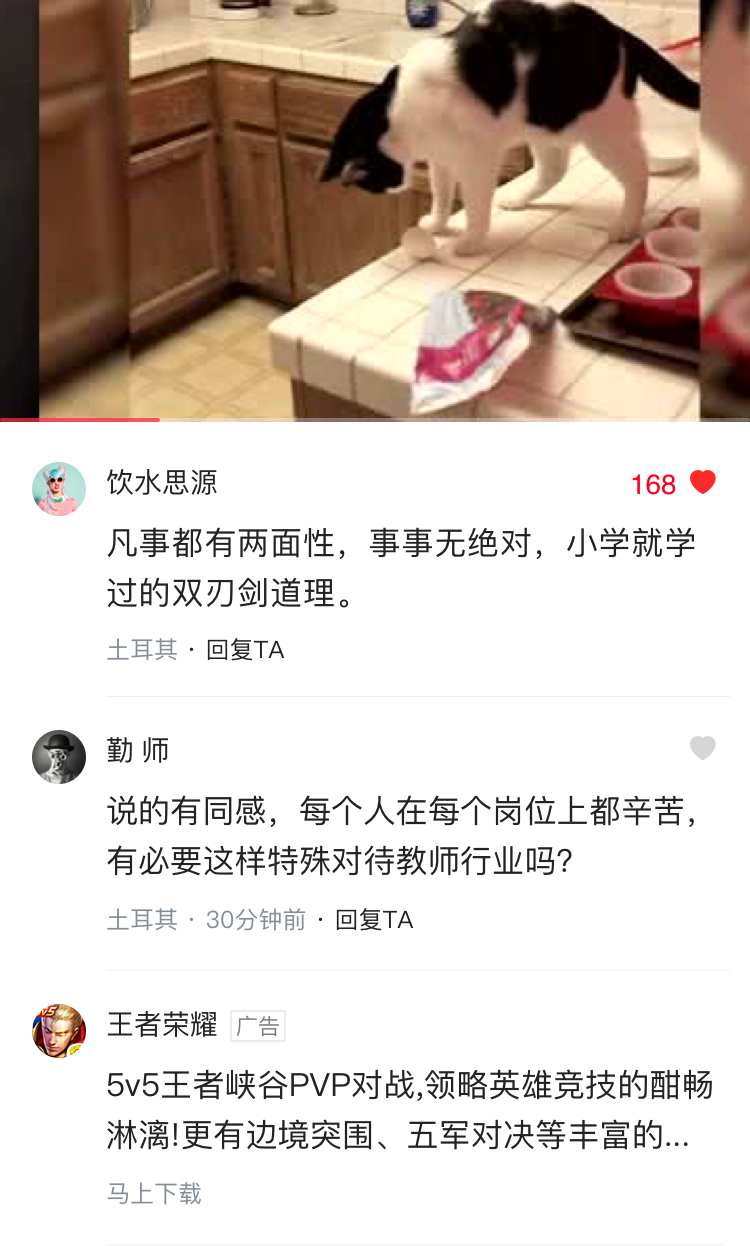 饮水思源
168
凡事都有两面性，事事无绝对，小学就学
过的双刃剑道理。
土耳其 · 回复TA
勤 师
说的有同感，每个人在每个岗位上都辛苦，
有必要这样特殊对待教师行业吗？
土耳其 · 30分钟前 · 回复TA
王者荣耀 广告
5v5王者峡谷PVP对战,领略英雄竞技的酣畅
淋漓!更有边境突围、五军对决等丰富的...
马上下载